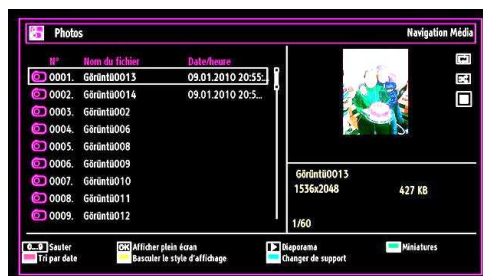 Photos Navigation Média
N° Nom du fichier Date/heure
0001. Görüntü0013 09.01.2010 20:55:..
0002. Görüntü0014 09.01.2010 20:5...
0003. Görüntü002
0004. Görüntü006
0005. Görüntü008
0006. Görüntü009
0007. Görüntü010
0008. Görüntü011
0009. Görüntü012
Görüntü0013
1536x2048 427 KB
1/60
0...9 Sauter OK Afficher plein écran Diaporama Miniatures
Tri par date Basculer le style d'affichage Changer de support